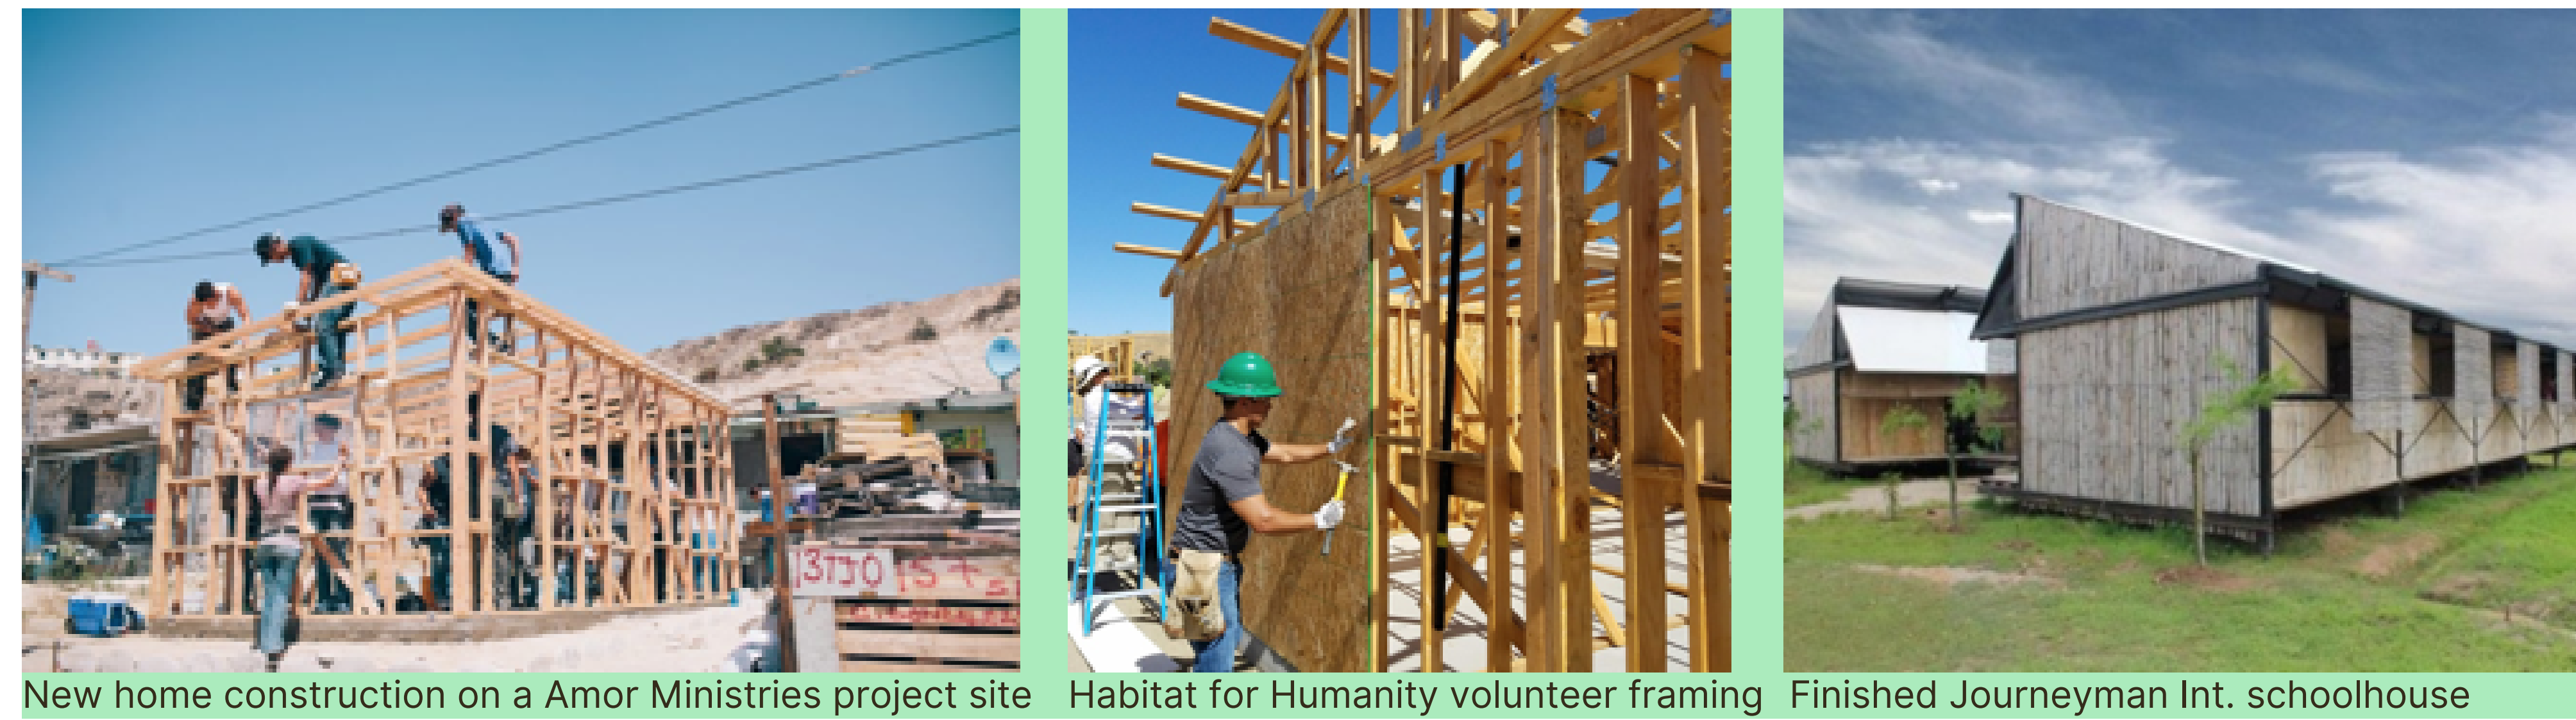 New home construction on a Amor Ministries project site
Habitat for Humanity volunteer framing
Finished Journeyman Int. schoolhouse